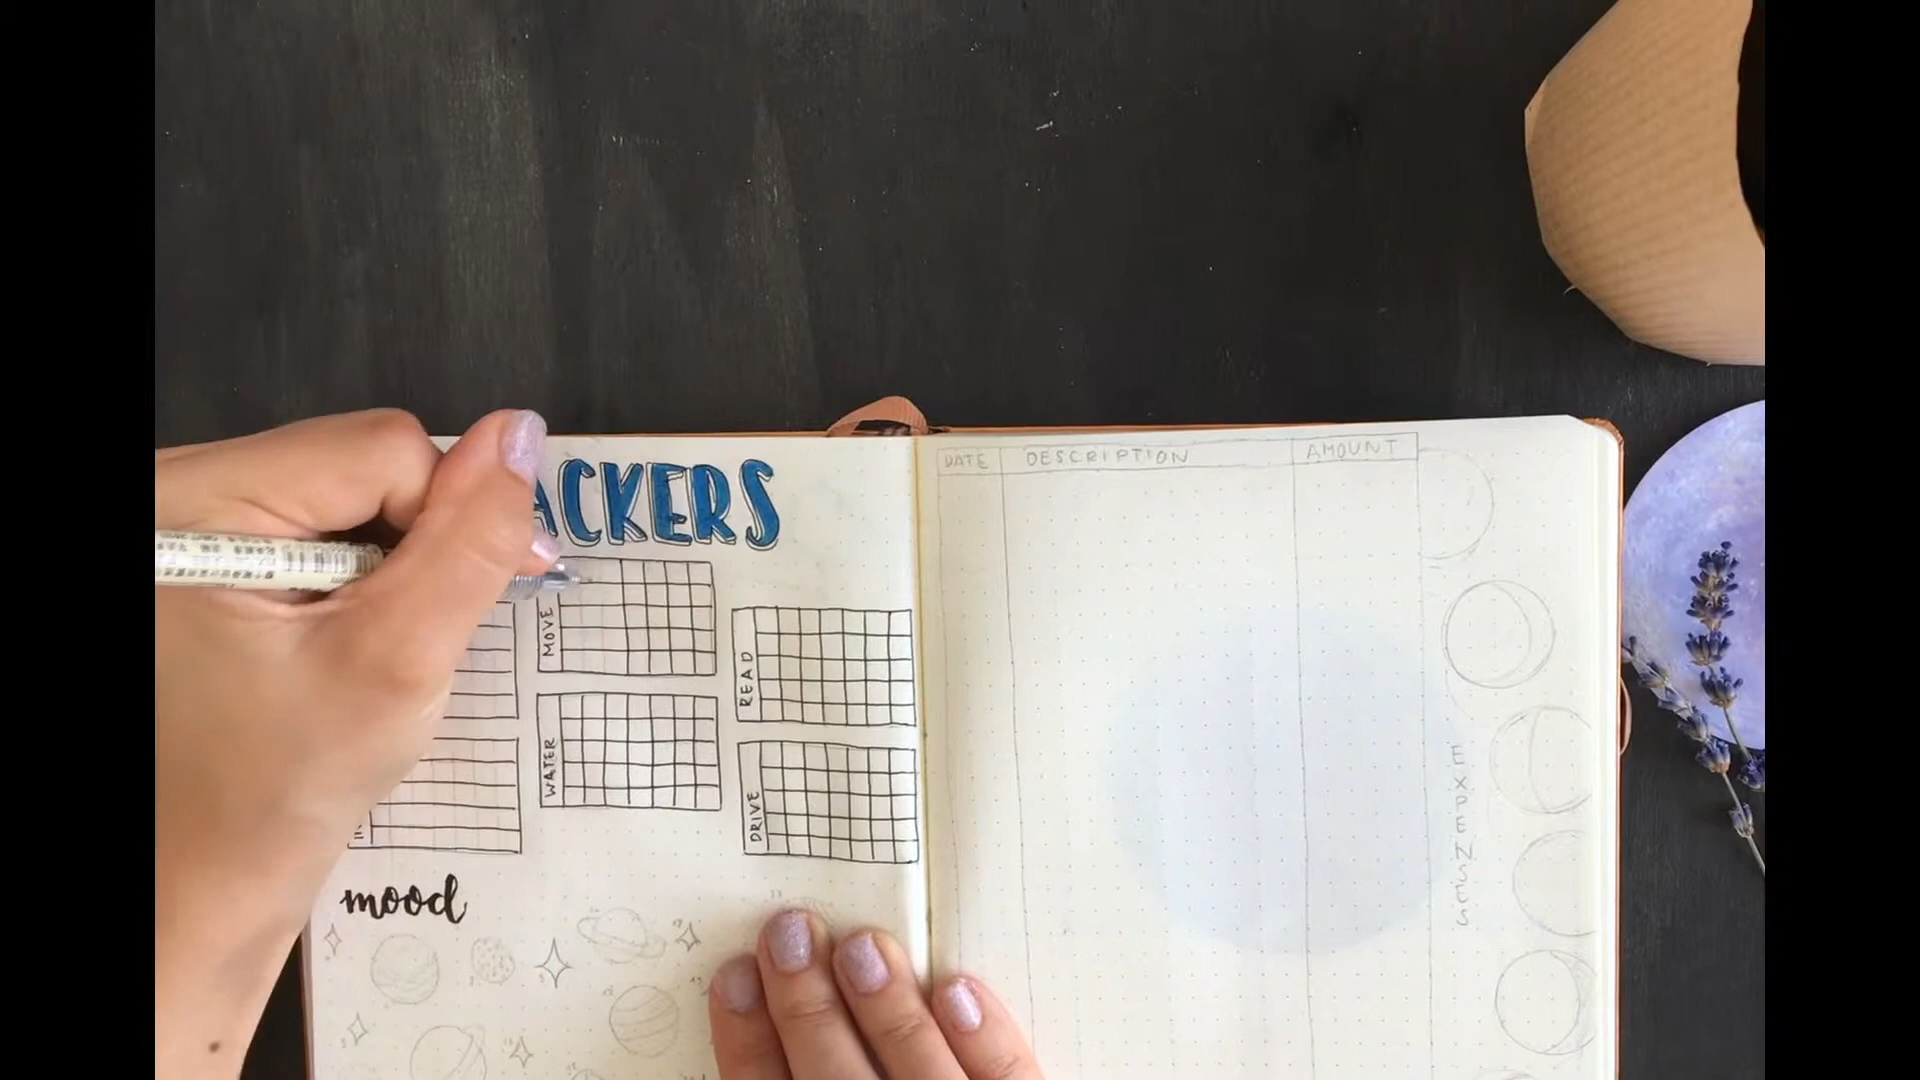 ACKERS
MOVE
WATER
READ
DRIVE
mood
DATE DESCRIPTION AMOUNT
EXPENSES